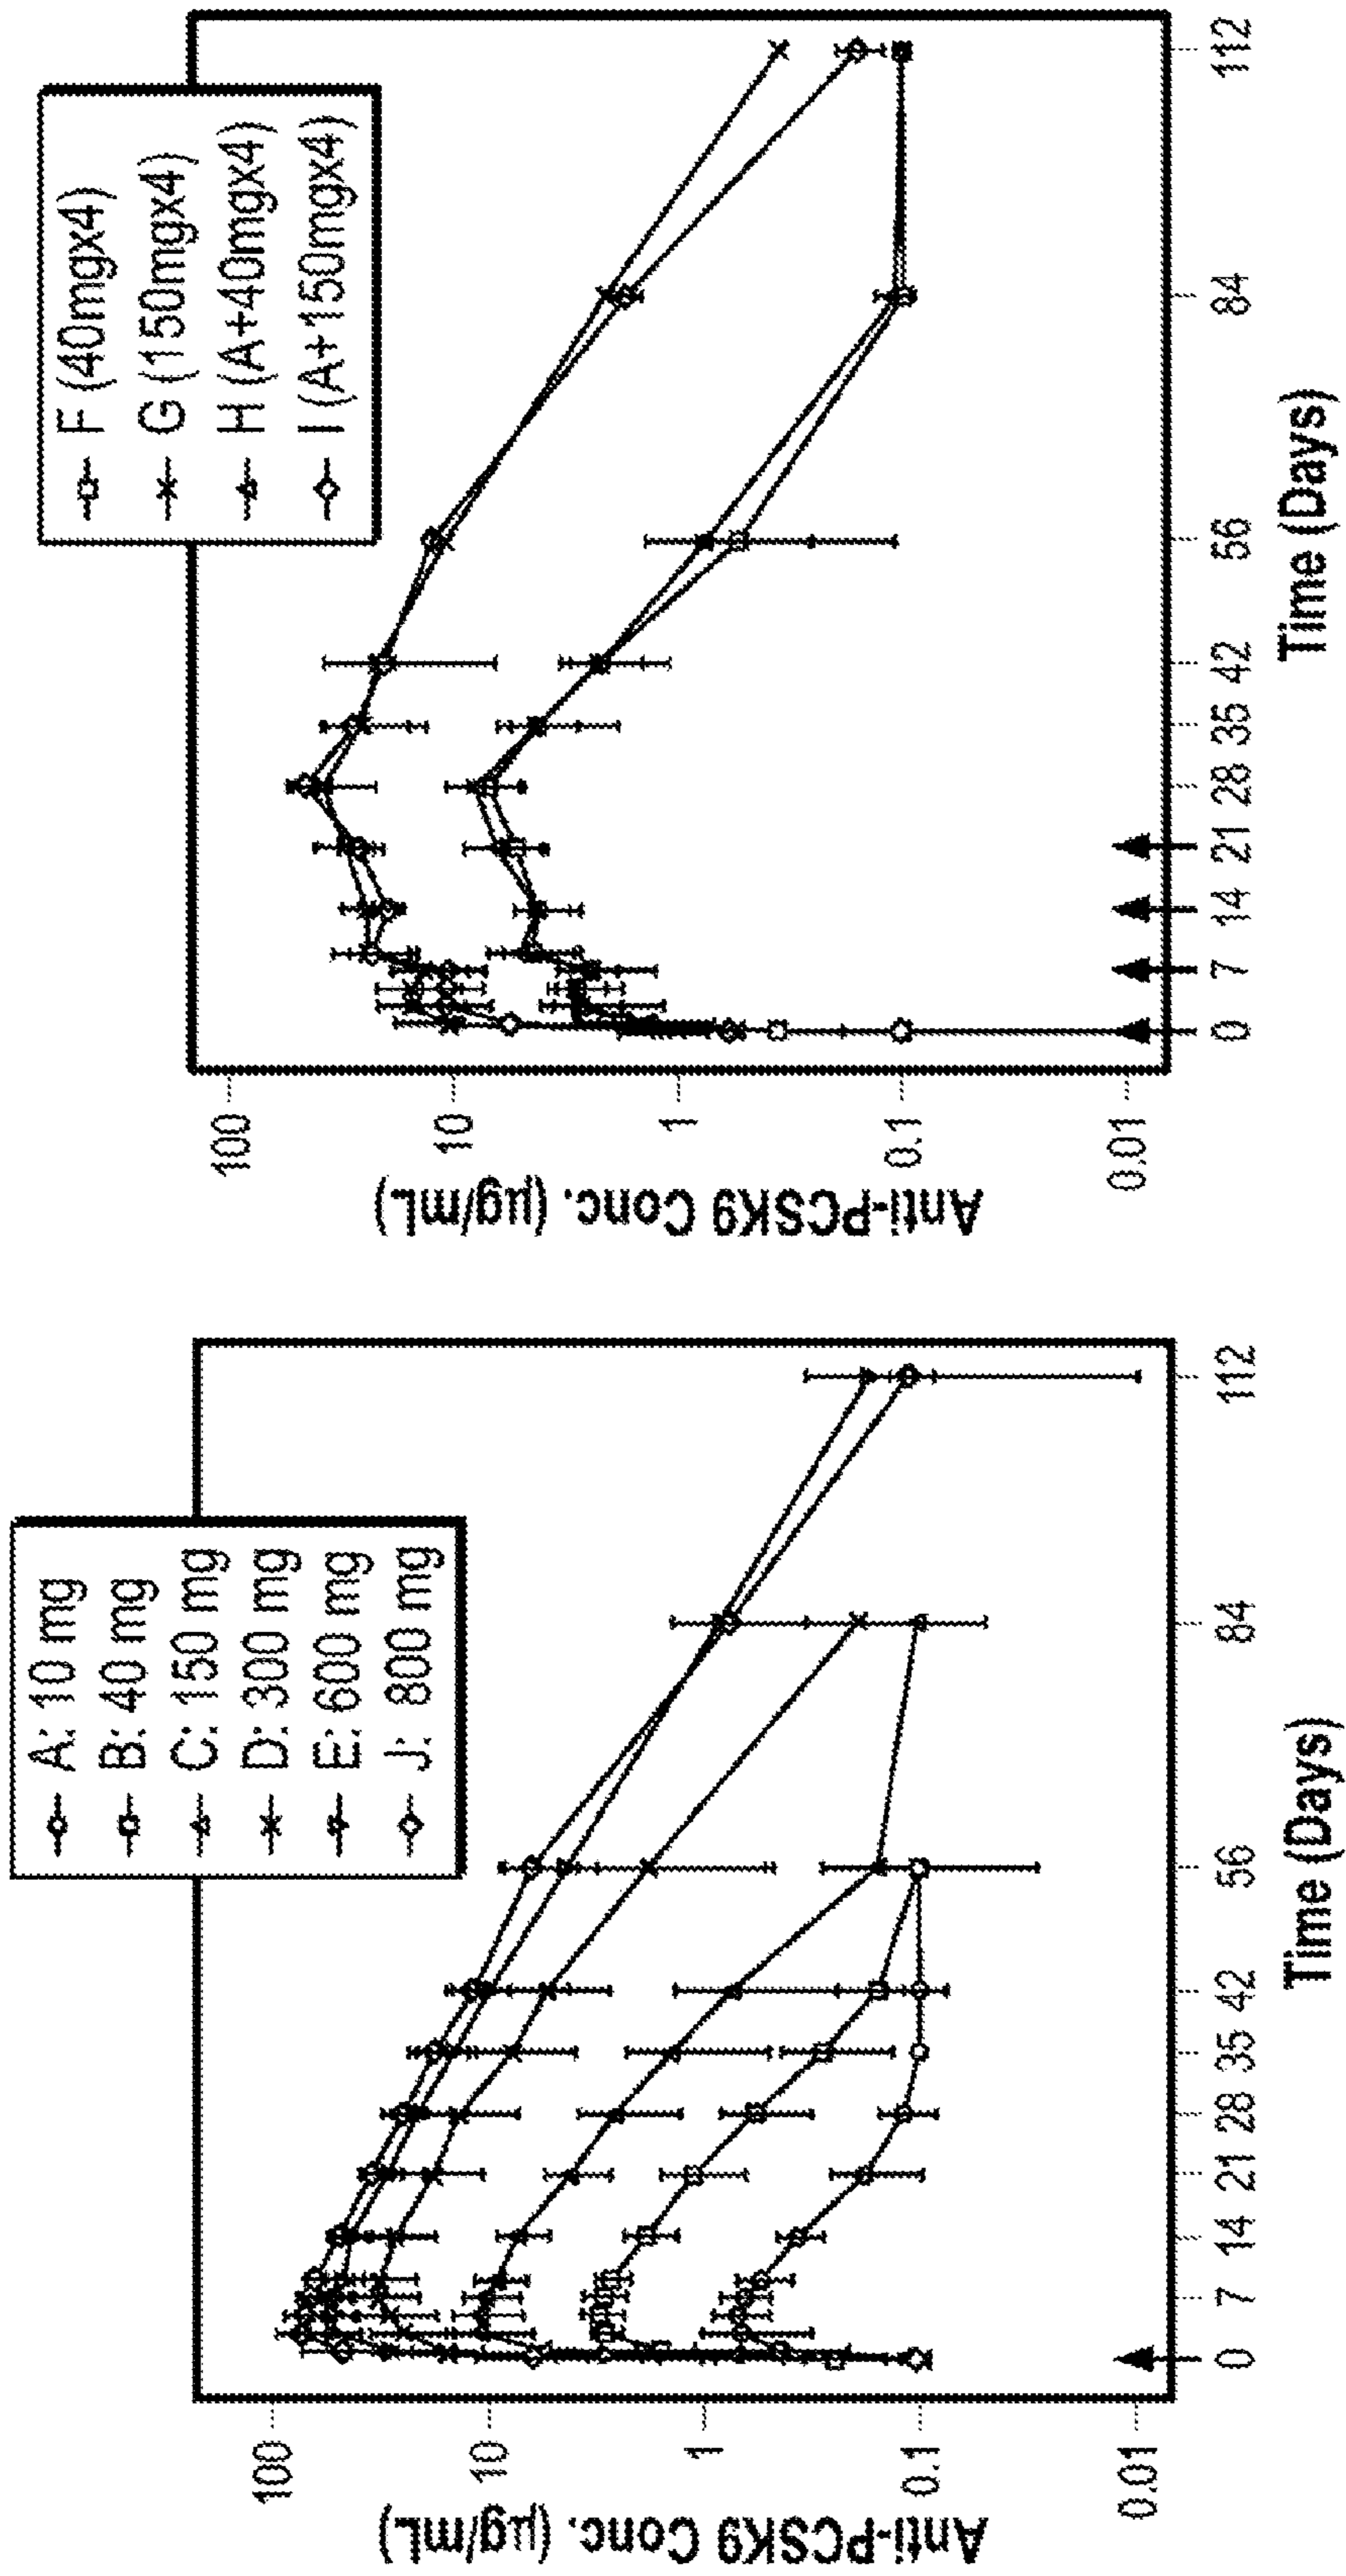 A: 10 mg
B: 40 mg
C: 150 mg
D: 300 mg
E: 600 mg
J: 800 mg
Anti-PCSK9 Conc. (µg/mL)
100
10
1
0.1
0.01
0 7 14 21 28 35 42 56 84 112
Time (Days)
F (40mgx4)
G (150mgx4)
H (A+40mgx4)
I (A+150mgx4)
Anti-PCSK9 Conc. (µg/mL)
100
10
1
0.1
0.01
0 7 14 21 28 35 42 56 84 112
Time (Days)